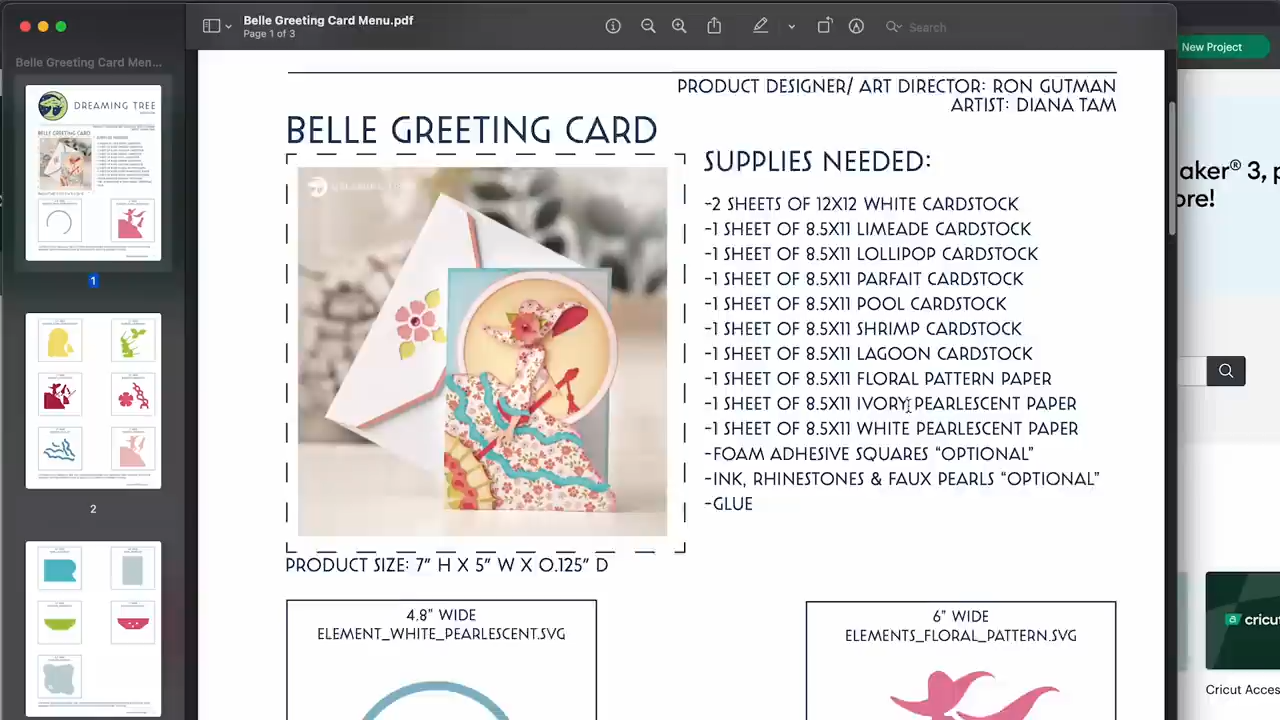 Belle Greeting Card Menu.pdf
Page 1 of 3
Search
New Project
Belle Greeting Card Men...
DREAMING TREE
1
2
PRODUCT DESIGNER/ ART DIRECTOR: RON GUTMAN
ARTIST: DIANA TAM
BELLE GREETING CARD
SUPPLIES NEEDED:
-2 SHEETS OF 12X12 WHITE CARDSTOCK
-1 SHEET OF 8.5X11 LIMEADE CARDSTOCK
-1 SHEET OF 8.5X11 LOLLIPOP CARDSTOCK
-1 SHEET OF 8.5X11 PARFAIT CARDSTOCK
-1 SHEET OF 8.5X11 POOL CARDSTOCK
-1 SHEET OF 8.5X11 SHRIMP CARDSTOCK
-1 SHEET OF 8.5X11 LAGOON CARDSTOCK
-1 SHEET OF 8.5X11 FLORAL PATTERN PAPER
-1 SHEET OF 8.5X11 IVORY PEARLESCENT PAPER
-1 SHEET OF 8.5X11 WHITE PEARLESCENT PAPER
-FOAM ADHESIVE SQUARES “OPTIONAL”
-INK, RHINESTONES & FAUX PEARLS “OPTIONAL”
-GLUE
PRODUCT SIZE: 7” H X 5” W X 0.125” D
4.8” WIDE
ELEMENT_WHITE_PEARLESCENT.SVG
6” WIDE
ELEMENTS_FLORAL_PATTERN.SVG
aker® 3, p
ore!
cricut
Cricut Acces